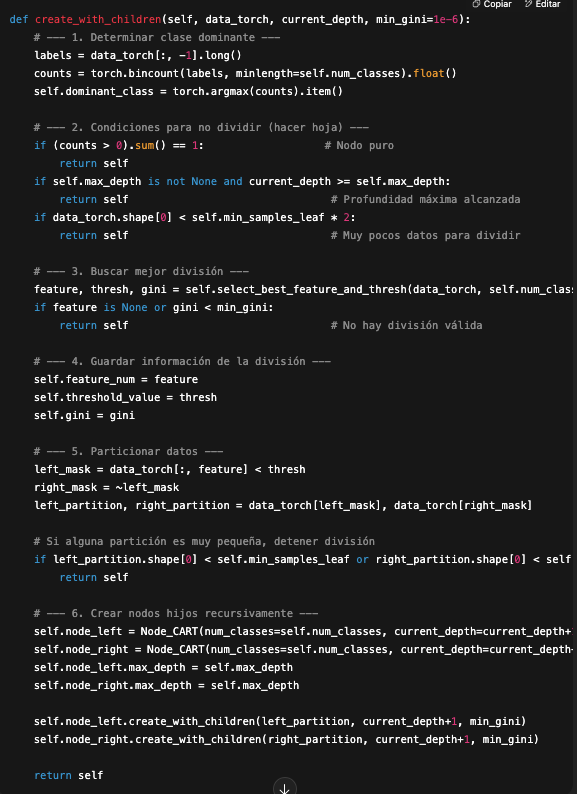 Copiar Editar
def create_with_children(self, data_torch, current_depth, min_gini=1e-6):
    # --- 1. Determinar clase dominante ---
    labels = data_torch[:, -1].long()
    counts = torch.bincount(labels, minlength=self.num_classes).float()
    self.dominant_class = torch.argmax(counts).item()

    # --- 2. Condiciones para no dividir (hacer hoja) ---
    if (counts > 0).sum() == 1:                   # Nodo puro
        return self
    if self.max_depth is not None and current_depth >= self.max_depth:
        return self                                # Profundidad máxima alcanzada
    if data_torch.shape[0] < self.min_samples_leaf * 2:
        return self                                # Muy pocos datos para dividir

    # --- 3. Buscar mejor división ---
    feature, thresh, gini = self.select_best_feature_and_thresh(data_torch, self.num_clas
    if feature is None or gini < min_gini:
        return self                                # No hay división válida

    # --- 4. Guardar información de la división ---
    self.feature_num = feature
    self.threshold_value = thresh
    self.gini = gini

    # --- 5. Particionar datos ---
    left_mask = data_torch[:, feature] < thresh
    right_mask = ~left_mask
    left_partition, right_partition = data_torch[left_mask], data_torch[right_mask]

    # Si alguna partición es muy pequeña, detener división
    if left_partition.shape[0] < self.min_samples_leaf or right_partition.shape[0] < self
        return self

    # --- 6. Crear nodos hijos recursivamente ---
    self.node_left = Node_CART(num_classes=self.num_classes, current_depth=current_depth+
    self.node_right = Node_CART(num_classes=self.num_classes, current_depth=current_depth
    self.node_left.max_depth = self.max_depth
    self.node_right.max_depth = self.max_depth

    self.node_left.create_with_children(left_partition, current_depth+1, min_gini)
    self.node_right.create_with_children(right_partition, current_depth+1, min_gini)

    return self